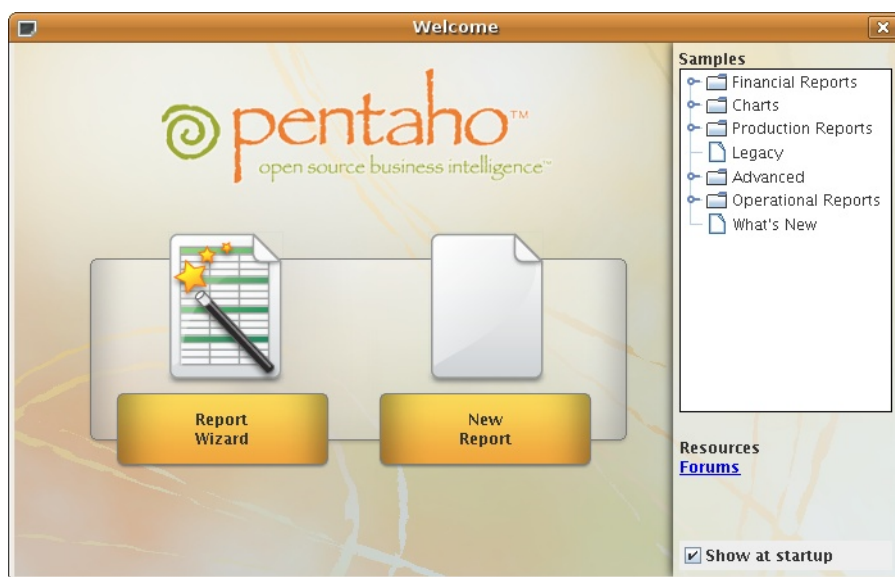 Welcome
pentaho™
open source business intelligence™
Report
Wizard
New
Report
Samples
Financial Reports
Charts
Production Reports
Legacy
Advanced
Operational Reports
What's New
Resources
Forums
Show at startup